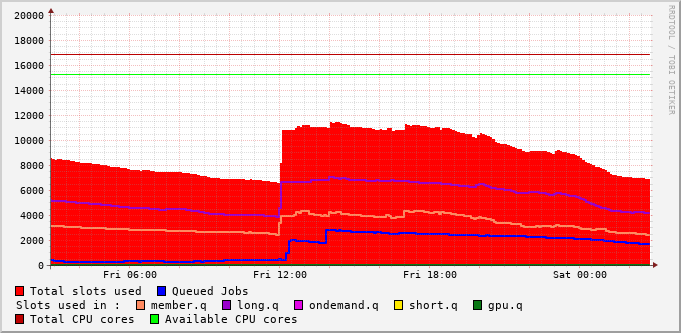 RRDTOOL / TOBI OETIKER
20000
18000
16000
14000
12000
10000
8000
6000
4000
2000
0
Fri 06:00 Fri 12:00 Fri 18:00 Sat 00:00
Total slots used Queued Jobs
Slots used in : member.q long.q ondemand.q short.q gpu.q
Total CPU cores Available CPU cores